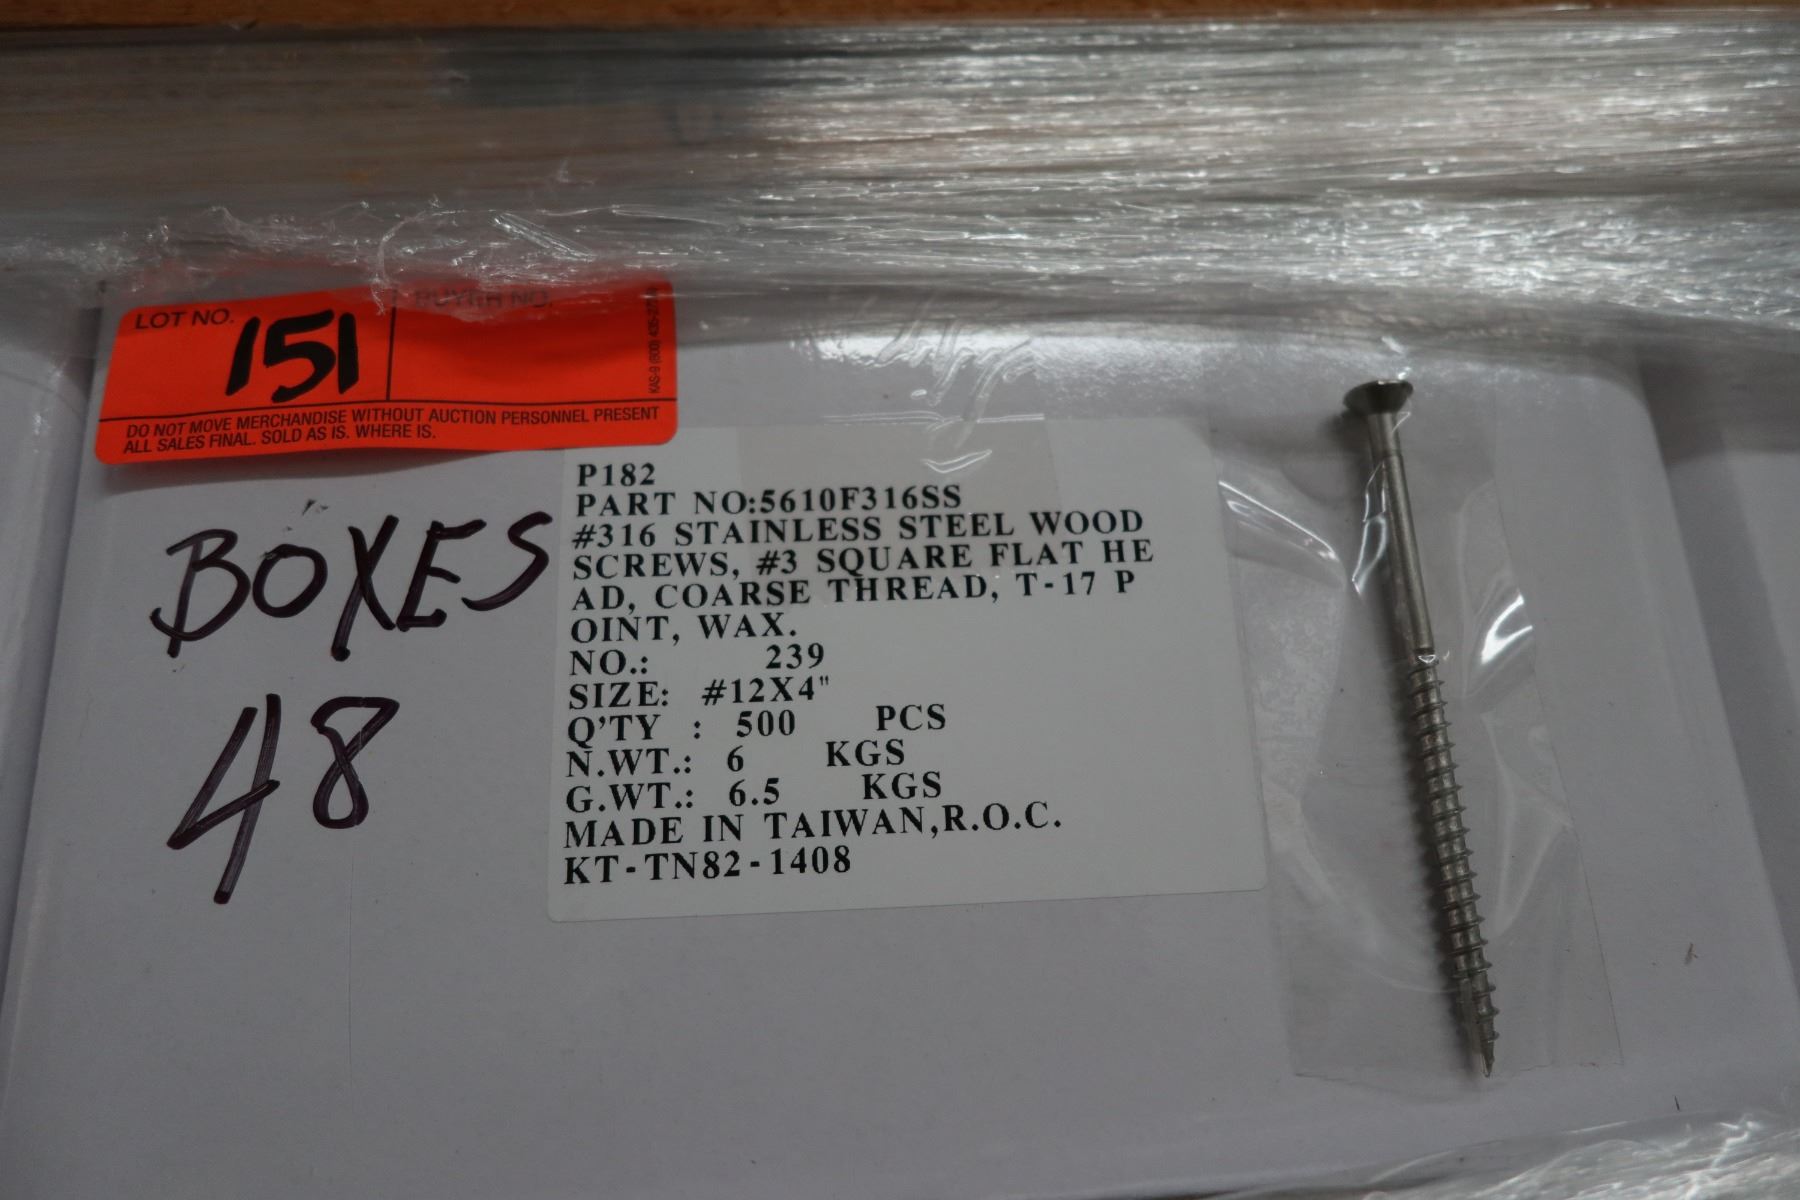 LOT NO.
151
BUYER NO.
DO NOT MOVE MERCHANDISE WITHOUT AUCTION PERSONNEL PRESENT
ALL SALES FINAL. SOLD AS IS. WHERE IS.
BOXES
48
P182
PART NO:5610F316SS
#316 STAINLESS STEEL WOOD
SCREWS, #3 SQUARE FLAT HE
AD, COARSE THREAD, T-17 P
OINT, WAX.
NO.: 239
SIZE: #12X4"
Q'TY : 500 PCS
N.WT.: 6 KGS
G.WT.: 6.5 KGS
MADE IN TAIWAN,R.O.C.
KT-TN82-1408
KAS-9 (800)